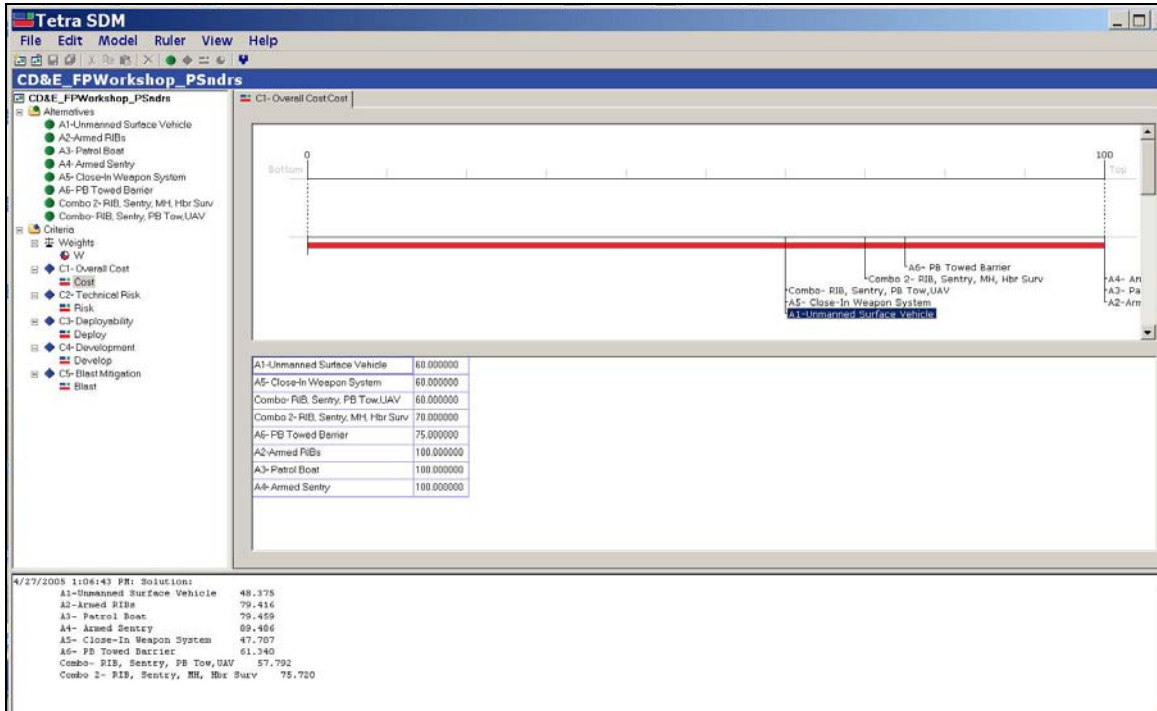 Tetra SDM
File Edit Model Ruler View Help
CD&E_FPWorkshop_PSndrs
CD&E_FPWorkshop_PSndrs
Alternatives
A1-Unmanned Surface Vehicle
A2-Armed RIBs
A3- Patrol Boat
A4- Armed Sentry
A5- Close-In Weapon System
A6- PB Towed Barrier
Combo 2- RIB, Sentry, MH, Hbr Surv
Combo- RIB, Sentry, PB Tow,UAV
Criteria
Weights
W
C1- Overall Cost
Cost
C2- Technical Risk
Risk
C3- Deployability
Deploy
C4- Development
Develop
C5- Blast Mitigation
Blast
C1- Overall Cost:Cost
0 100
Bottom Top
A6- PB Towed Barrier
Combo 2- RIB, Sentry, MH, Hbr Surv A4- Ar
Combo- RIB, Sentry, PB Tow,UAV A3- Pa
A5- Close-In Weapon System A2-Arm
A1-Unmanned Surface Vehicle
A1-Unmanned Surface Vehicle 60.000000
A5- Close-In Weapon System 60.000000
Combo- RIB, Sentry, PB Tow,UAV 60.000000
Combo 2- RIB, Sentry, MH, Hbr Surv 70.000000
A6- PB Towed Barrier 75.000000
A2-Armed RIBs 100.000000
A3- Patrol Boat 100.000000
A4- Armed Sentry 100.000000
4/27/2005 1:06:43 PM: Solution:
A1-Unmanned Surface Vehicle 48.375
A2-Armed RIBs 79.416
A3- Patrol Boat 79.459
A4- Armed Sentry 89.486
A5- Close-In Weapon System 47.787
A6- PB Towed Barrier 61.340
Combo- RIB, Sentry, PB Tow,UAV 57.792
Combo 2- RIB, Sentry, MH, Hbr Surv 75.720